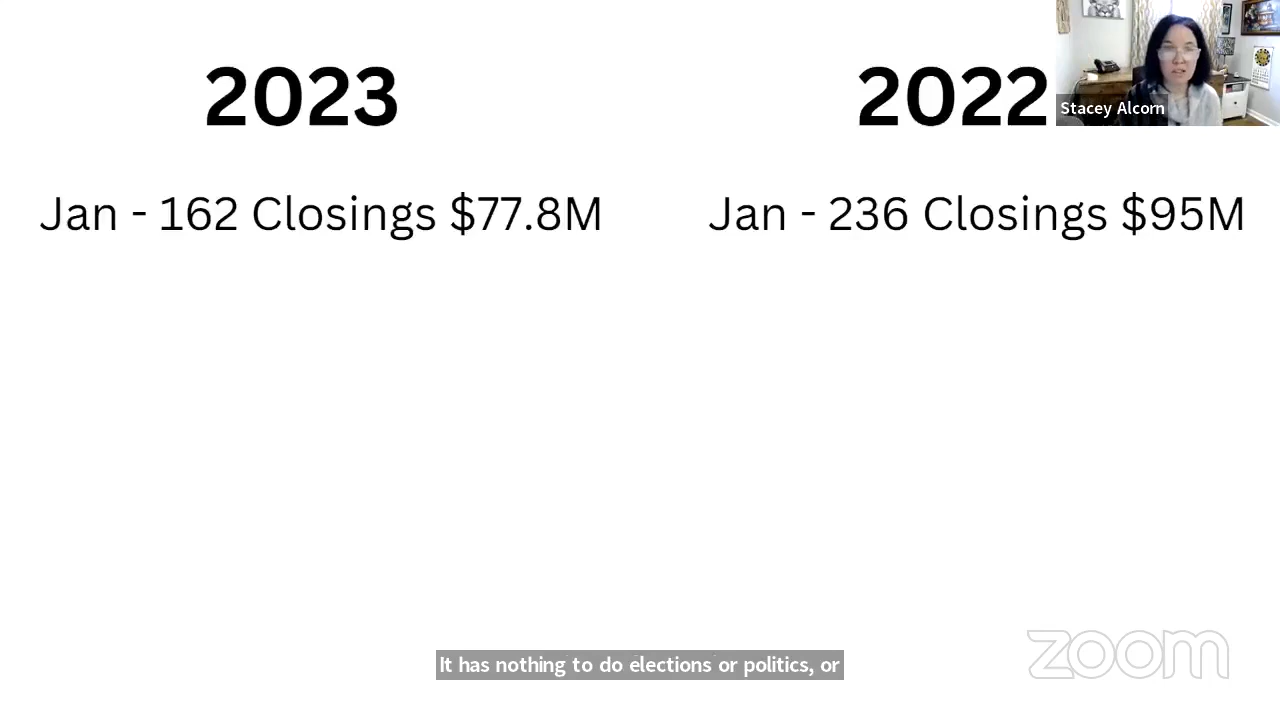 2023
2022
Stacey Alcorn
Jan - 162 Closings $77.8M
Jan - 236 Closings $95M
It has nothing to do elections or politics, or
zoom